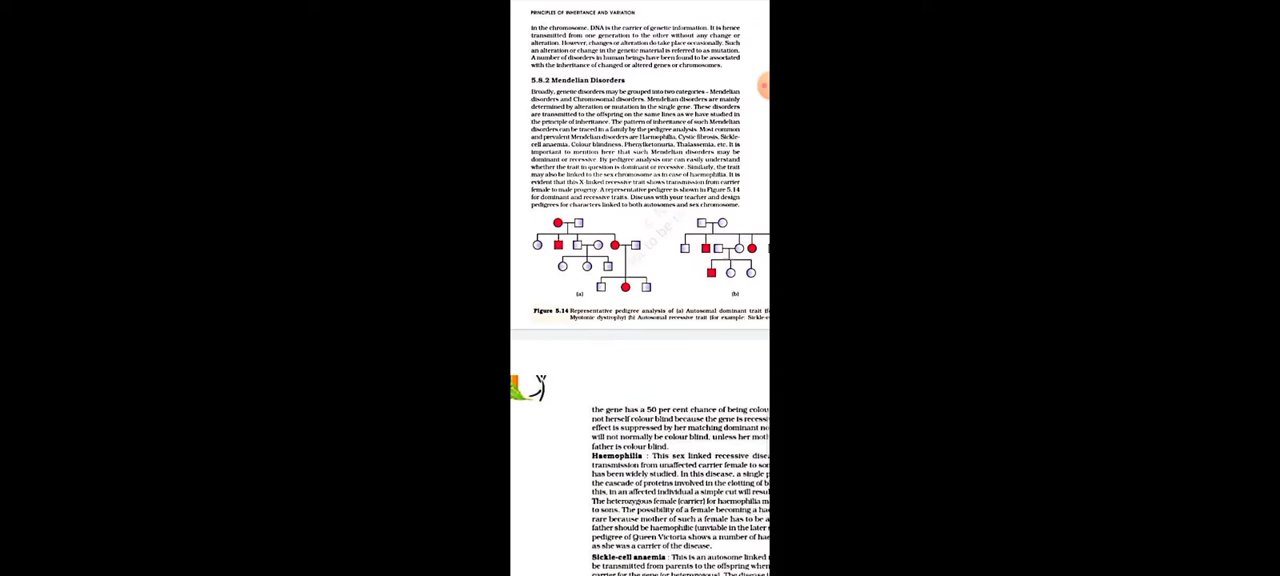 PRINCIPLES OF INHERITANCE AND VARIATION
in the chromosome. DNA is the carrier of genetic information. It is hence
transmitted from one generation to the other without any change or
alteration. However, changes or alteration do take place occasionally. Such
an alteration or change in the genetic material is referred to as mutation.
A number of disorders in human beings have been found to be associated
with the inheritance of changed or altered genes or chromosomes.
5.8.2 Mendelian Disorders
Broadly, genetic disorders may be grouped into two categories – Mendelian
disorders and Chromosomal disorders. Mendelian disorders are mainly
determined by alteration or mutation in the single gene. These disorders
are transmitted to the offspring on the same lines as we have studied in
the principle of inheritance. The pattern of inheritance of such Mendelian
disorders can be traced in a family by the pedigree analysis. Most common
and prevalent Mendelian disorders are Haemophilia, Cystic fibrosis, Sickle-
cell anaemia, Colour blindness, Phenylketonuria, Thalassemia, etc. It is
important to mention here that such Mendelian disorders may be
dominant or recessive. By pedigree analysis one can easily understand
whether the trait in question is dominant or recessive. Similarly, the trait
may also be linked to the sex chromosome as in case of haemophilia. It is
evident that this X-linked recessive trait shows transmission from carrier
female to male progeny. A representative pedigree is shown in Figure 5.14
for dominant and recessive traits. Discuss with your teacher and design
pedigrees for characters linked to both autosomes and sex chromosome.
to be
(a) (b)
Figure 5.14 Representative pedigree analysis of (a) Autosomal dominant trait
Myotonic dystrophy) (b) Autosomal recessive trait (for example: Sickle-c
the gene has a 50 per cent chance of being colou
not herself colour blind because the gene is recessi
effect is suppressed by her matching dominant no
will not normally be colour blind, unless her moth
father is colour blind.
Haemophilia : This sex linked recessive disea
transmission from unaffected carrier female to son
has been widely studied. In this disease, a single p
the cascade of proteins involved in the clotting of b
this, in an affected individual a simple cut will resul
The heterozygous female (carrier) for haemophilia m
to sons. The possibility of a female becoming a hae
rare because mother of such a female has to be a
father should be haemophilic (unviable in the later s
pedigree of Queen Victoria shows a number of hae
as she was a carrier of the disease.
Sickle-cell anaemia : This is an autosome linked
be transmitted from parents to the offspring when
carrier for the gene (or heterozygous). The disease i